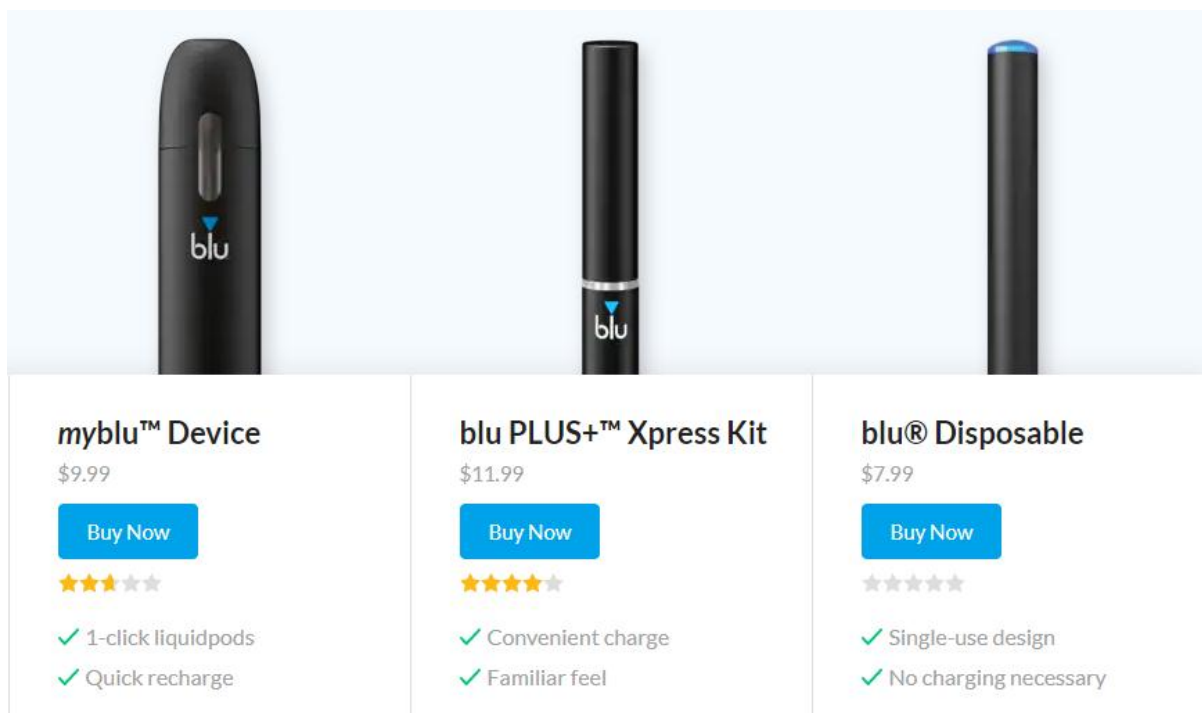 blu
blu
myblu™ Device
$9.99
Buy Now
1-click liquidpods
Quick recharge
blu PLUS+™ Xpress Kit
$11.99
Buy Now
Convenient charge
Familiar feel
blu® Disposable
$7.99
Buy Now
Single-use design
No charging necessary